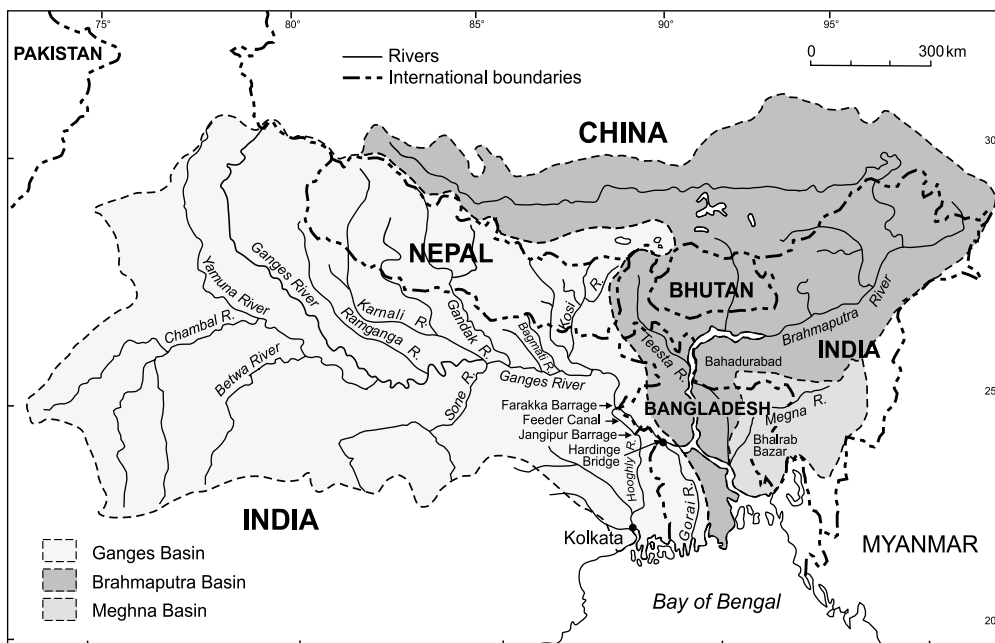 75°
80°
85°
90°
95°
PAKISTAN
Rivers
International boundaries
0
300 km
CHINA
30
NEPAL
Ganges River
Yamuna River
Chambal R.
Betwa River
Karnali R.
Ramganga R.
Gandak R.
Bagmati R.
Kosi R.
BHUTAN
Brahmaputra River
Teesta R.
Bahadurabad
INDIA
Sone R.
Ganges River
25
Farakka Barrage
Feeder Canal
Jangipur Barrage
Hardinge
Bridge
BANGLADESH
Megna R.
Bhairab
Bazar
Hooghly R.
Gorai R.
INDIA
Kolkata
MYANMAR
Ganges Basin
Brahmaputra Basin
Meghna Basin
Bay of Bengal
20